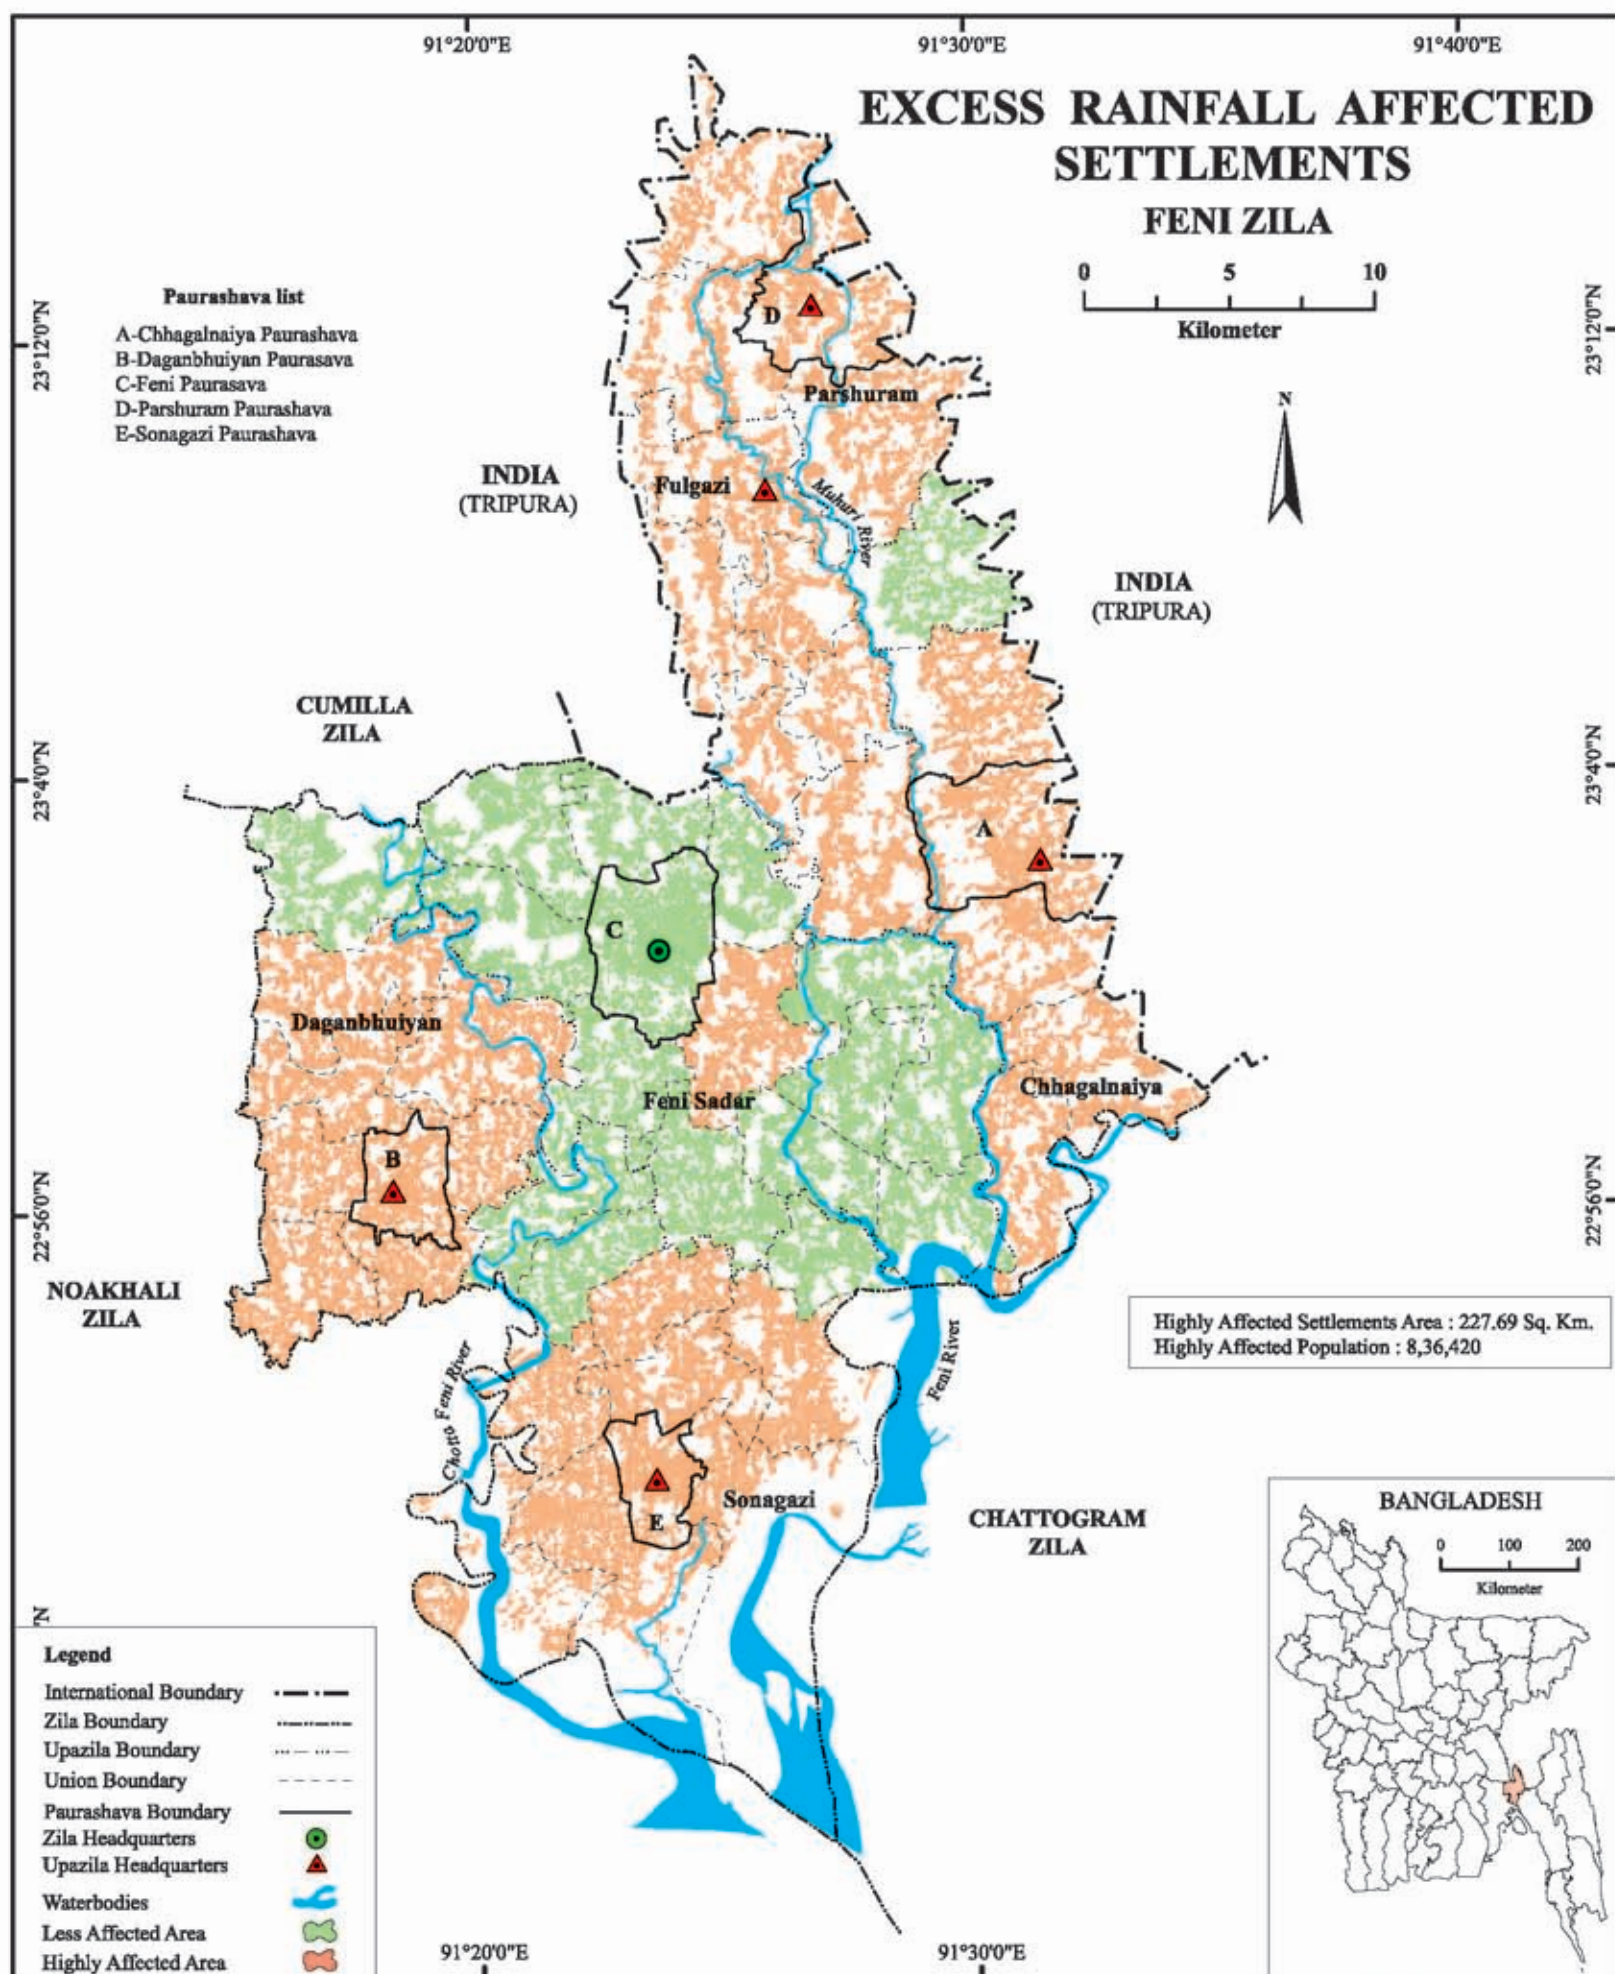 91°20'0"E
91°30'0"E
91°40'0"E
EXCESS RAINFALL AFFECTED
SETTLEMENTS
FENI ZILA
0 5 10
Kilometer
N
Paurashava list
A-Chhagalnaiya Paurashava
B-Daganbhuiyan Paurasava
C-Feni Paurasava
D-Parshuram Paurashava
E-Sonagazi Paurashava
23°12'0"N
23°12'0"N
D
Parshuram
INDIA
(TRIPURA)
Fulgazi
Muhuri River
INDIA
(TRIPURA)
CUMILLA
ZILA
23°4'0"N
23°4'0"N
A
C
Daganbhuiyan
Feni Sadar
Chhagalnaiya
B
22°56'0"N
22°56'0"N
NOAKHALI
ZILA
Highly Affected Settlements Area : 227.69 Sq. Km.
Highly Affected Population : 8,36,420
Chotto Feni River
Feni River
Sonagazi
E
CHATTOGRAM
ZILA
BANGLADESH
0 100 200
Kilometer
"N
Legend
International Boundary
Zila Boundary
Upazila Boundary
Union Boundary
Paurashava Boundary
Zila Headquarters
Upazila Headquarters
Waterbodies
Less Affected Area
Highly Affected Area
91°20'0"E
91°30'0"E